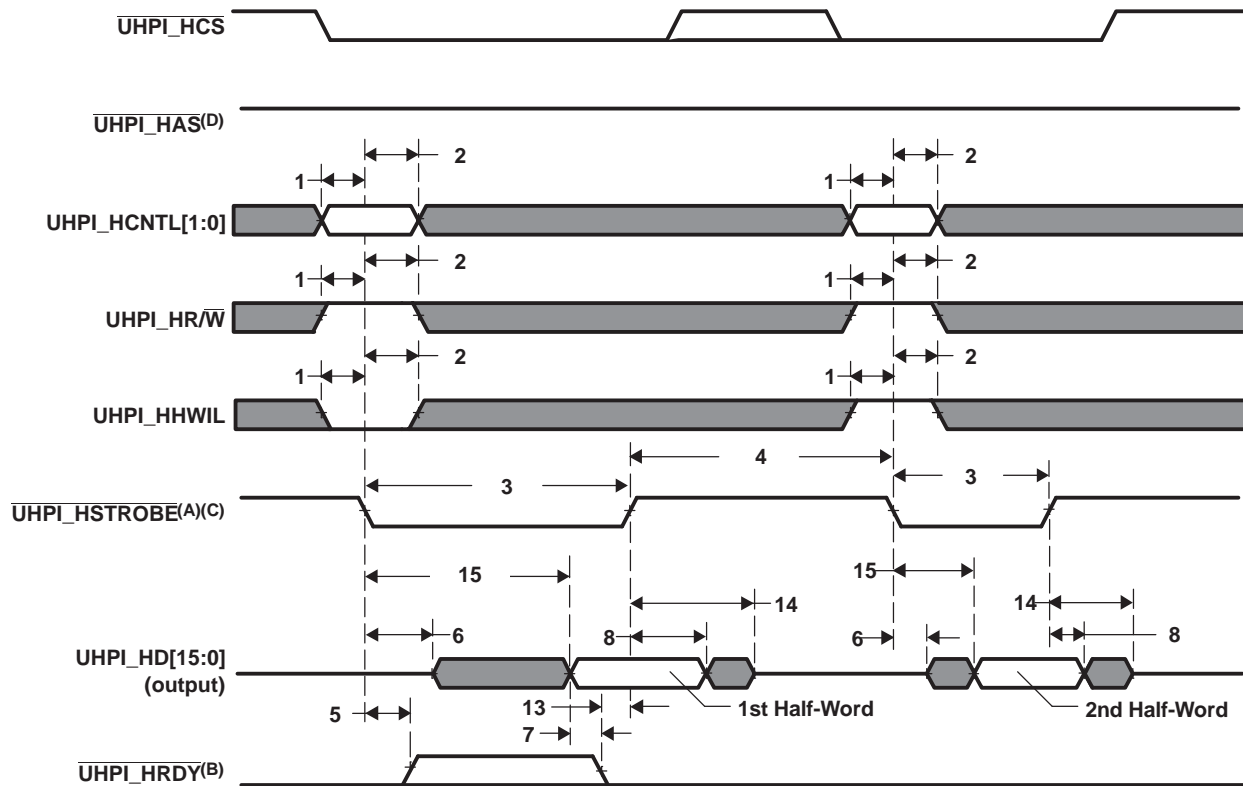 UHPI_HCS
UHPI_HAS(D)
2
2
1
1
UHPI_HCNTL[1:0]
2
2
1
1
UHPI_HR/W
2
2
1
1
UHPI_HHWIL
4
3
3
UHPI_HSTROBE(A)(C)
15
15
14
14
6
8
6
8
UHPI_HD[15:0]
(output)
13
1st Half-Word
2nd Half-Word
5
7
UHPI_HRDY(B)